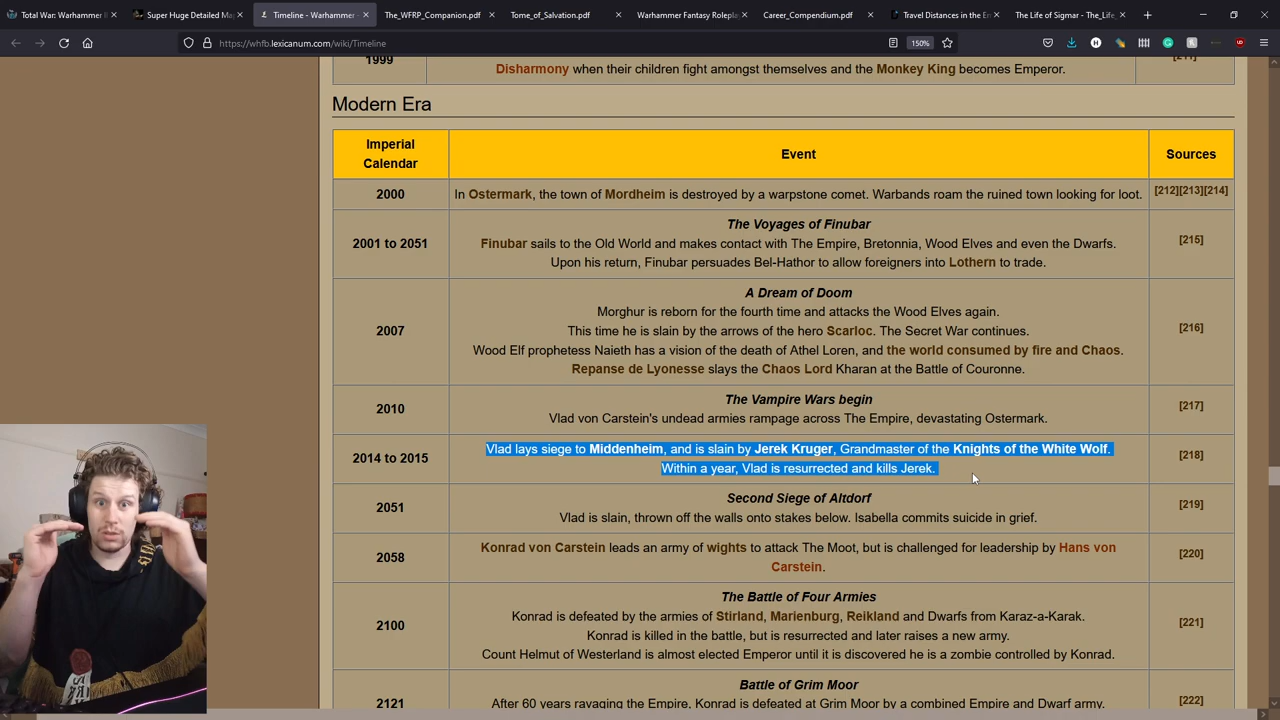 Total War: Warhammer
Super Huge Detailed Ma
Timeline - Warhammer -
The_WFRP_Companion.pdf
Tome_of_Salvation.pdf
Warhammer Fantasy Roleplay
Career_Compendium.pdf
Travel Distances in the Em
The Life of Sigmar - The_Life_
https://whfb.lexicanum.com/wiki/Timeline
150%
1999
Disharmony when their children fight amongst themselves and the Monkey King becomes Emperor.
[211]
Modern Era
Imperial
Calendar
Event
Sources
2000
In Ostermark, the town of Mordheim is destroyed by a warpstone comet. Warbands roam the ruined town looking for loot.
[212][213][214]
2001 to 2051
The Voyages of Finubar
Finubar sails to the Old World and makes contact with The Empire, Bretonnia, Wood Elves and even the Dwarfs.
Upon his return, Finubar persuades Bel-Hathor to allow foreigners into Lothern to trade.
[215]
2007
A Dream of Doom
Morghur is reborn for the fourth time and attacks the Wood Elves again.
This time he is slain by the arrows of the hero Scarloc. The Secret War continues.
Wood Elf prophetess Naieth has a vision of the death of Athel Loren, and the world consumed by fire and Chaos.
Repanse de Lyonesse slays the Chaos Lord Kharan at the Battle of Couronne.
[216]
2010
The Vampire Wars begin
Vlad von Carstein's undead armies rampage across The Empire, devastating Ostermark.
[217]
2014 to 2015
Vlad lays siege to Middenheim, and is slain by Jerek Kruger, Grandmaster of the Knights of the White Wolf.
Within a year, Vlad is resurrected and kills Jerek.
[218]
2051
Second Siege of Altdorf
Vlad is slain, thrown off the walls onto stakes below. Isabella commits suicide in grief.
[219]
2058
Konrad von Carstein leads an army of wights to attack The Moot, but is challenged for leadership by Hans von
Carstein.
[220]
2100
The Battle of Four Armies
Konrad is defeated by the armies of Stirland, Marienburg, Reikland and Dwarfs from Karaz-a-Karak.
Konrad is killed in the battle, but is resurrected and later raises a new army.
Count Helmut of Westerland is almost elected Emperor until it is discovered he is a zombie controlled by Konrad.
[221]
2121
Battle of Grim Moor
After 60 years ravaging the Empire, Konrad is defeated at Grim Moor by a combined Empire and Dwarf army.
[222]